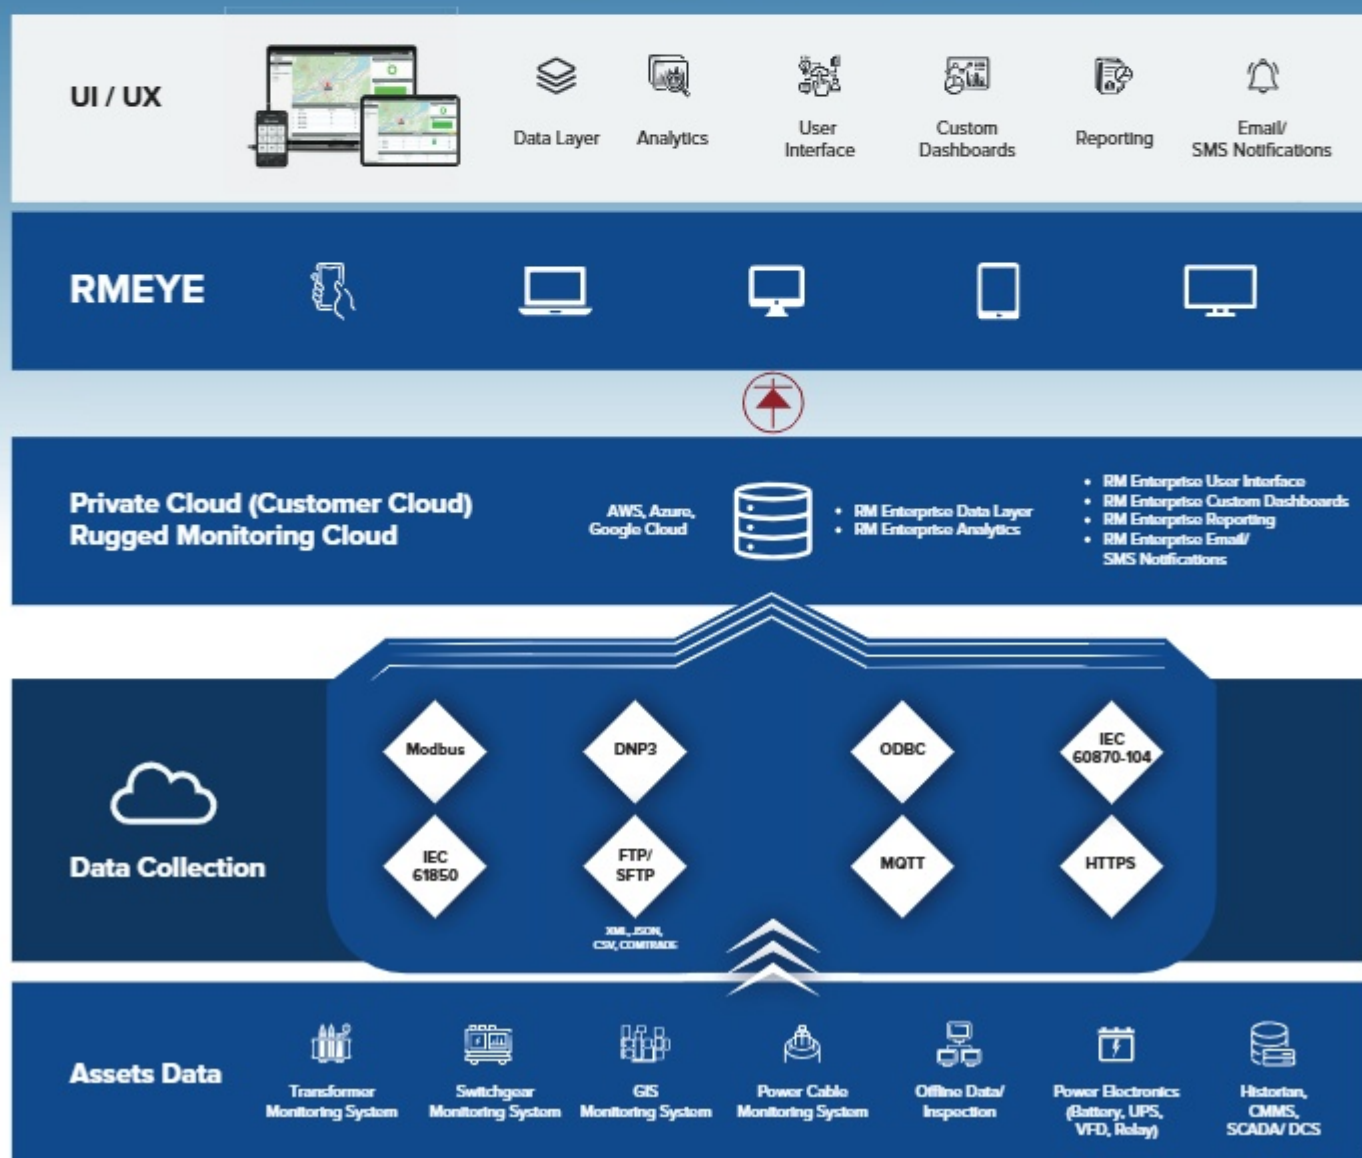 UI / UX
Data Layer
Analytics
User
Interface
Custom
Dashboards
Reporting
Email/
SMS Notifications
RMEYE
Private Cloud (Customer Cloud)
Rugged Monitoring Cloud
AWS, Azure,
Google Cloud
• RM Enterprise Data Layer
• RM Enterprise Analytics
• RM Enterprise User Interface
• RM Enterprise Custom Dashboards
• RM Enterprise Reporting
• RM Enterprise Email/
SMS Notifications
Data Collection
Modbus
DNP3
ODBC
IEC
60870-104
IEC
61850
FTP/
SFTP
MQTT
HTTPS
XML, JSON,
CSV, COMTRADE
Assets Data
Transformer
Monitoring System
Switchgear
Monitoring System
GIS
Monitoring System
Power Cable
Monitoring System
Offline Data/
Inspection
Power Electronics
(Battery, UPS,
VFD, Relay)
Historian,
CMMS,
SCADA/ DCS